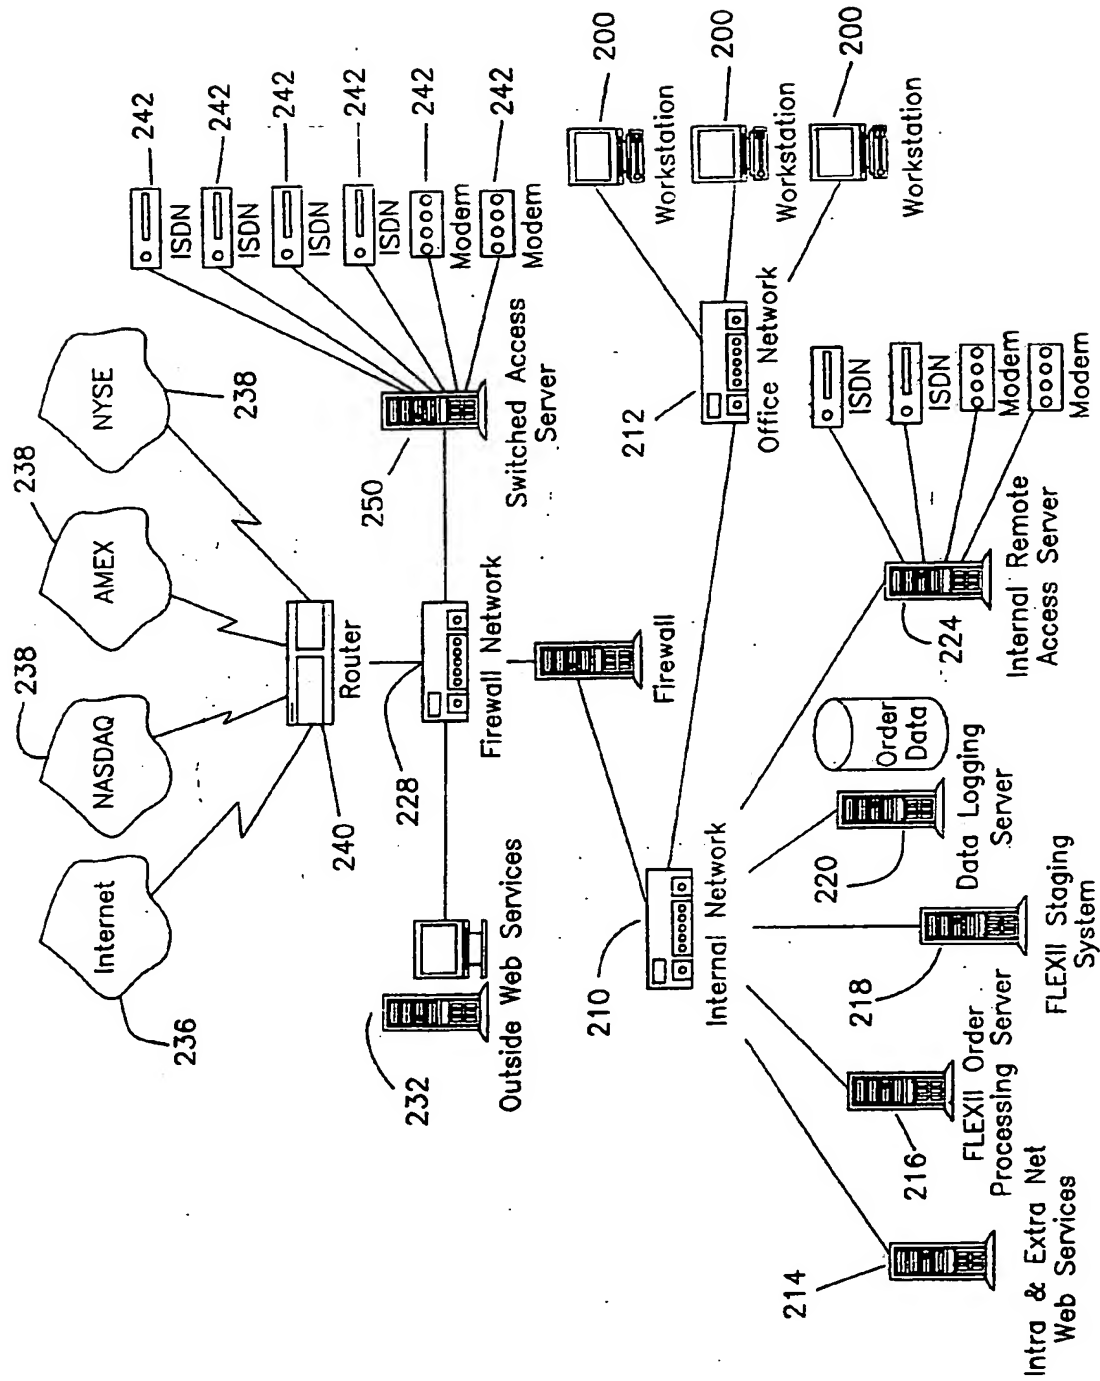 Internet
NASDAQ
AMEX
NYSE
236
238
238
238
240
Router
242
242
242
242
242
242
ISDN
ISDN
ISDN
ISDN
Modem
Modem
250
Switched Access
Server
232
Outside Web Services
228
Firewall Network
Firewall
210
Internal Network
212
Office Network
200
200
200
Workstation
Workstation
Workstation
214
Intra & Extra Net
Web Services
216
FLEXII Order
Processing Server
218
FLEXII Staging
System
220
Data Logging
Server
Order
Data
224
Internal Remote
Access Server
ISDN
ISDN
Modem
Modem